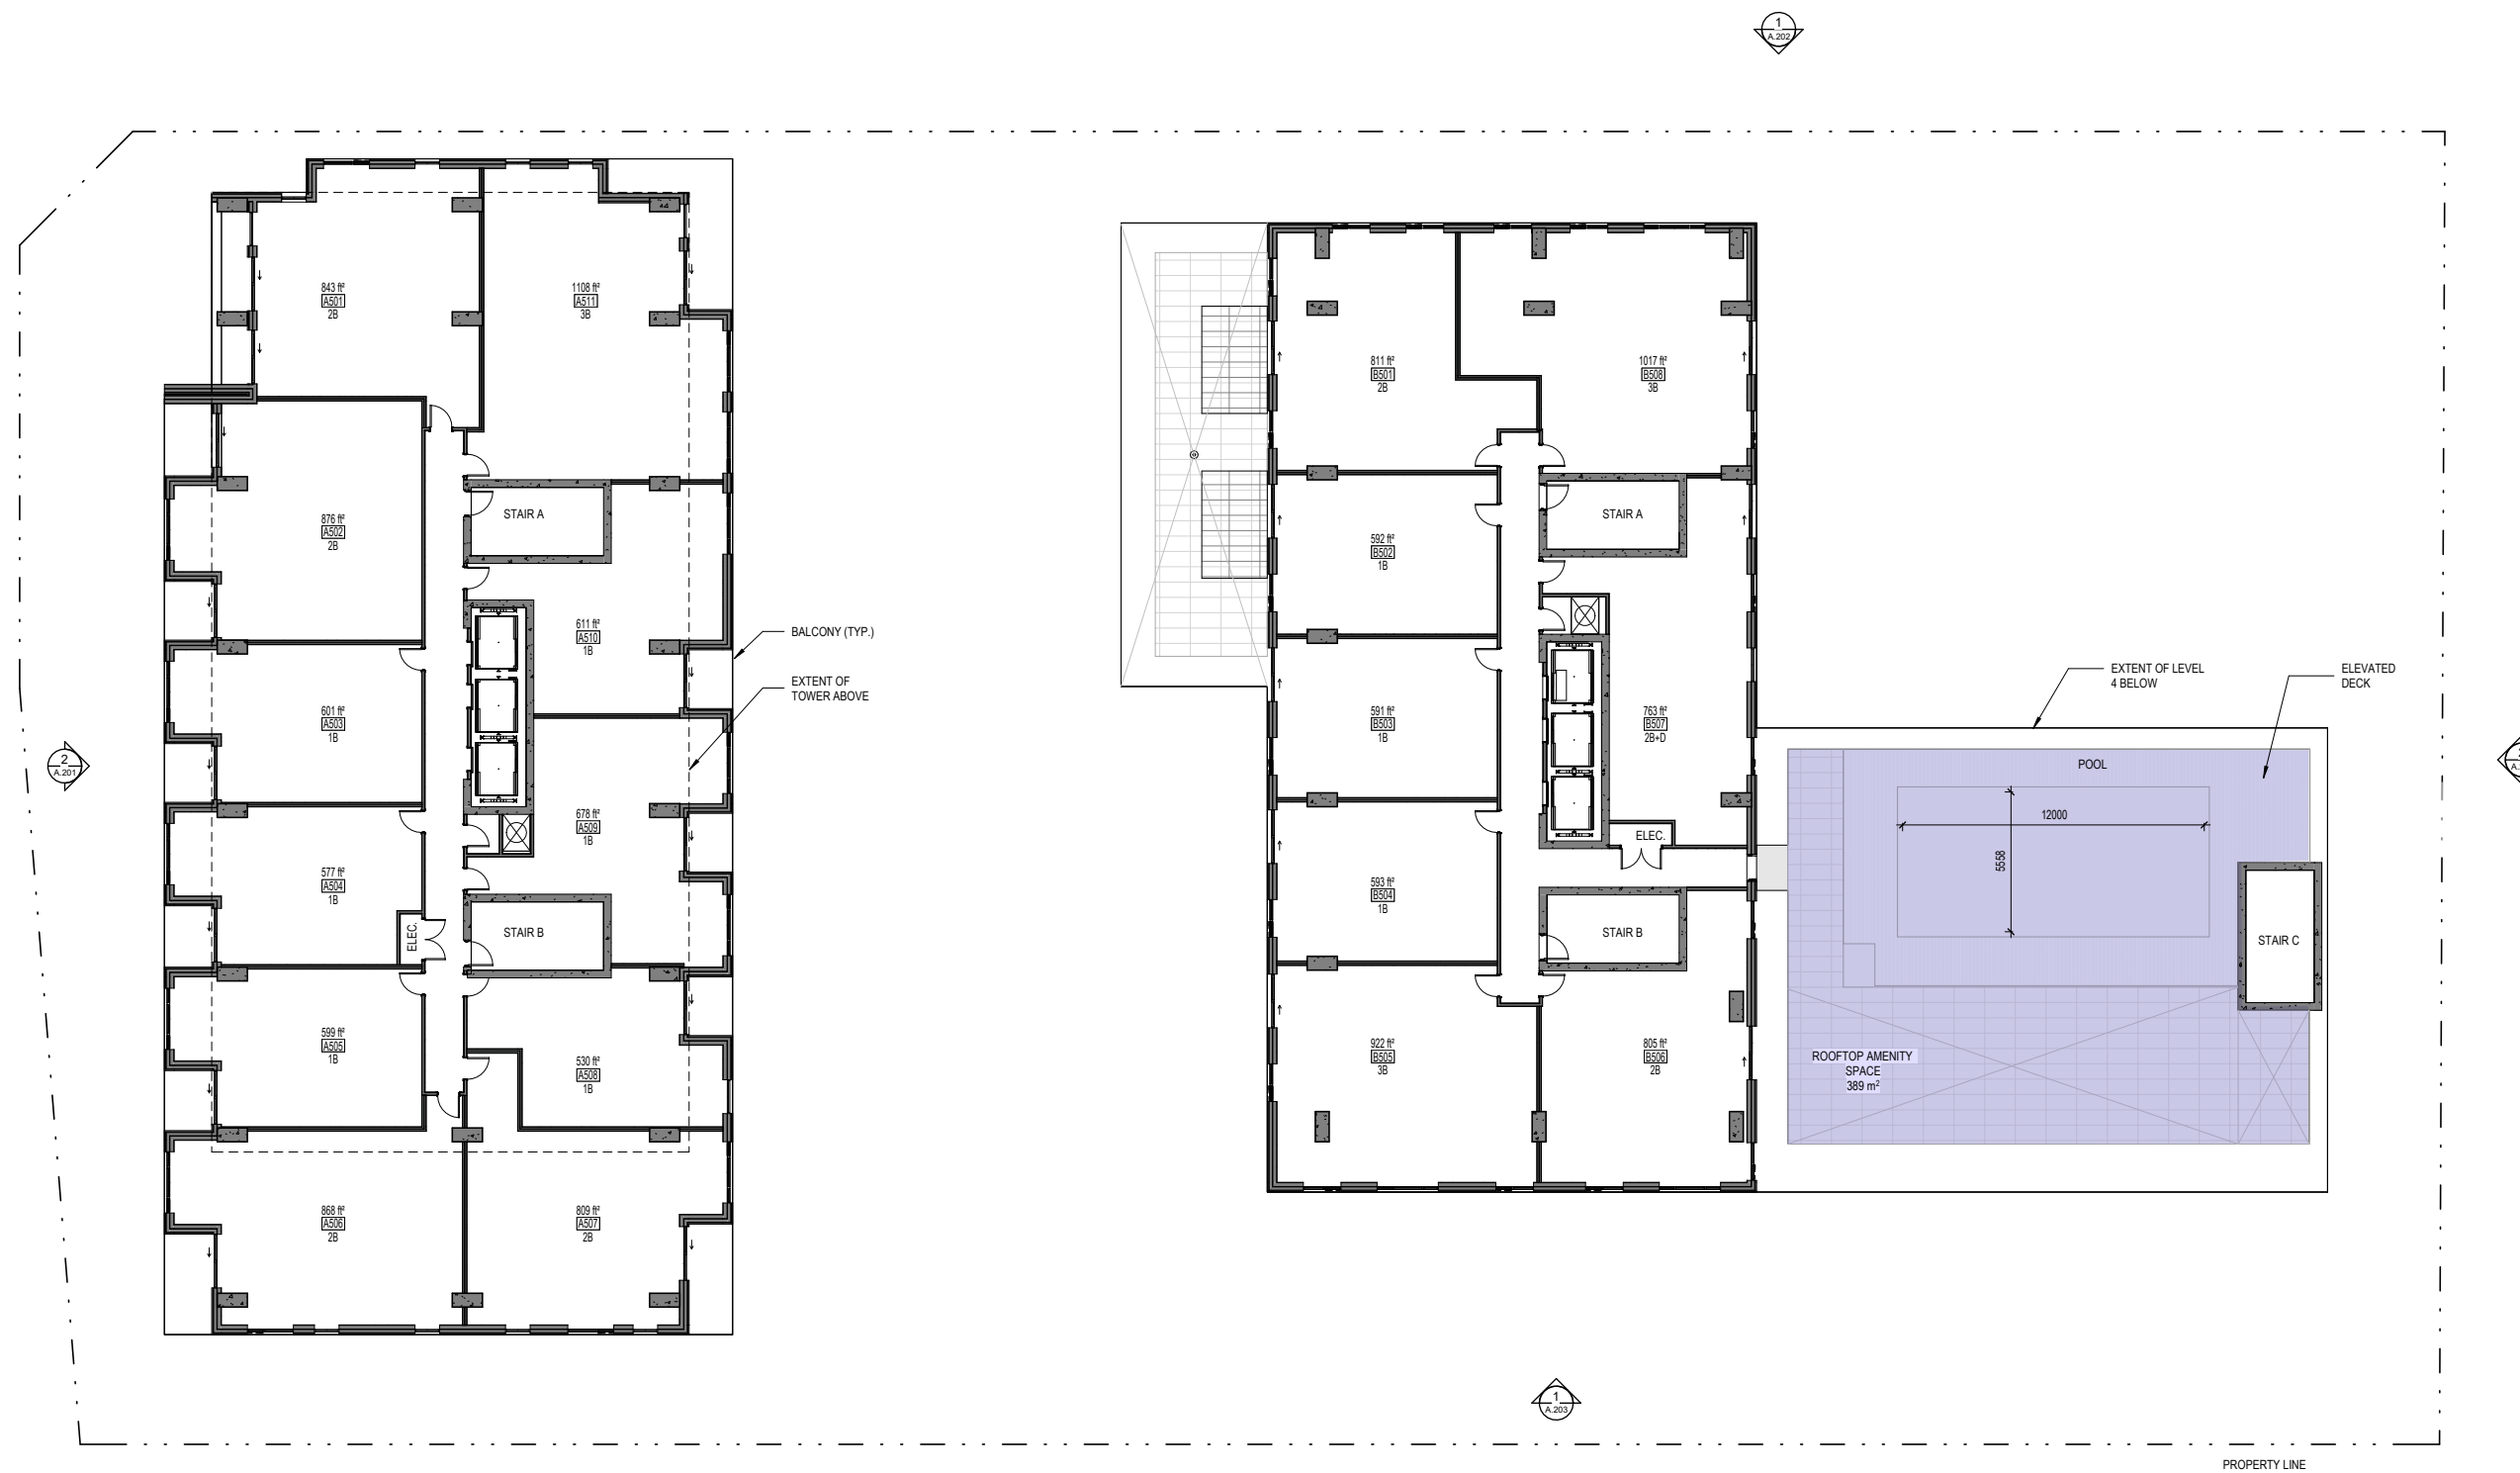 1
A.202
843 ft²
A501
2B
1108 ft²
A511
3B
811 ft²
B501
2B
1017 ft²
B508
3B
876 ft²
A502
2B
STAIR A
STAIR A
592 ft²
B502
1B
611 ft²
A510
1B
BALCONY (TYP.)
EXTENT OF
TOWER ABOVE
601 ft²
A503
1B
591 ft²
B503
1B
763 ft²
B507
2B+D
EXTENT OF LEVEL
4 BELOW
ELEVATED
DECK
2
A.201
POOL
12000
5558
678 ft²
A509
1B
577 ft²
A504
1B
ELEC.
STAIR B
593 ft²
B504
1B
ELEC.
STAIR B
STAIR C
599 ft²
A505
1B
530 ft²
A508
1B
922 ft²
B505
3B
805 ft²
B506
2B
ROOFTOP AMENITY
SPACE
389 m²
868 ft²
A506
2B
809 ft²
A507
2B
1
A.203
PROPERTY LINE